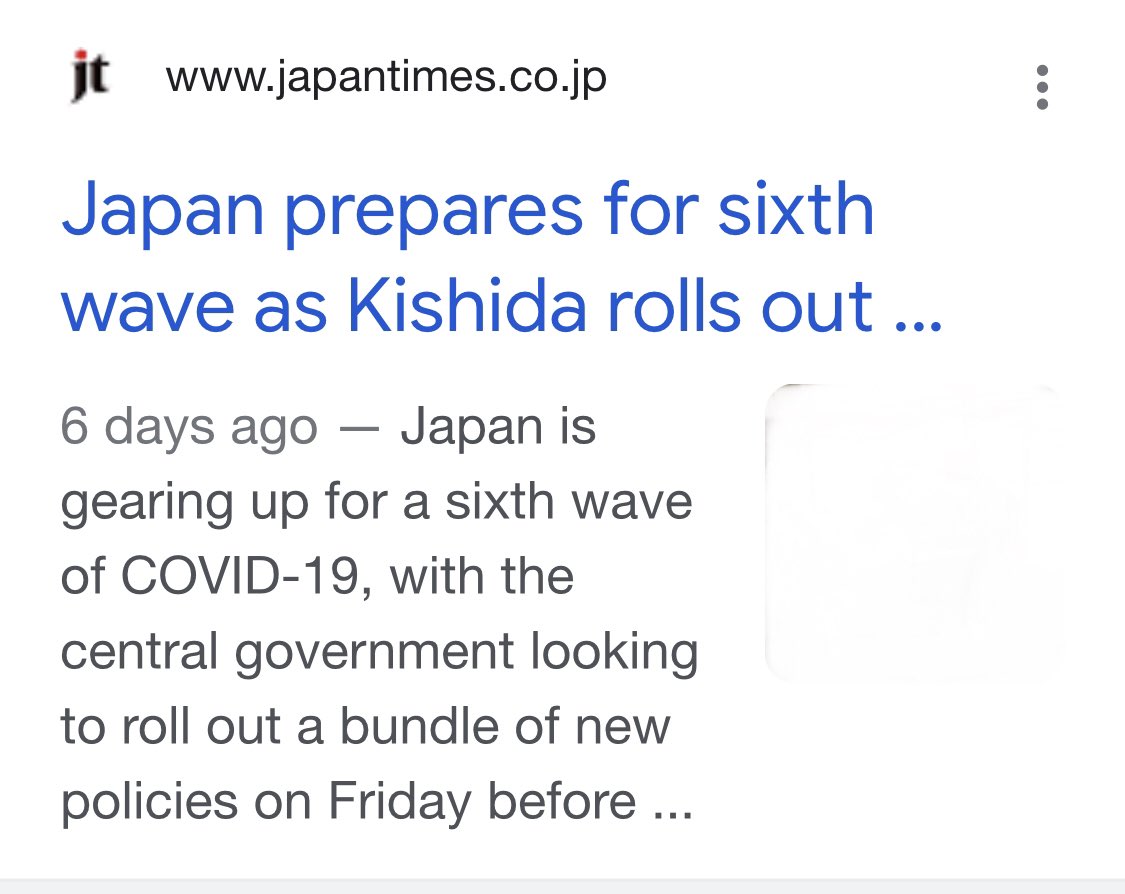 jt www.japantimes.co.jp
Japan prepares for sixth
wave as Kishida rolls out ...
6 days ago — Japan is
gearing up for a sixth wave
of COVID-19, with the
central government looking
to roll out a bundle of new
policies on Friday before ...